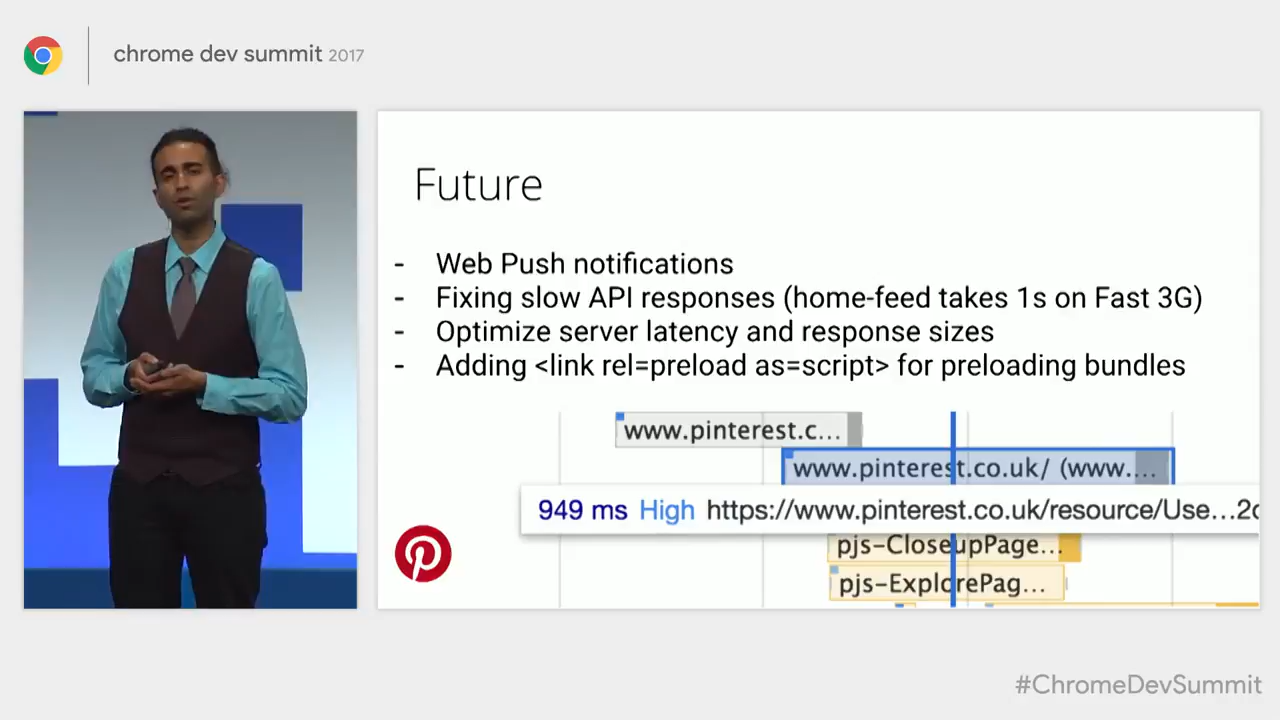 chrome dev summit 2017
Future
- Web Push notifications
- Fixing slow API responses (home-feed takes 1s on Fast 3G)
- Optimize server latency and response sizes
- Adding <link rel=preload as=script> for preloading bundles
www.pinterest.c...
www.pinterest.co.uk/ (www....
949 ms High https://www.pinterest.co.uk/resource/Use...2c
pjs-CloseupPage...
pjs-ExplorePag...
#ChromeDevSummit